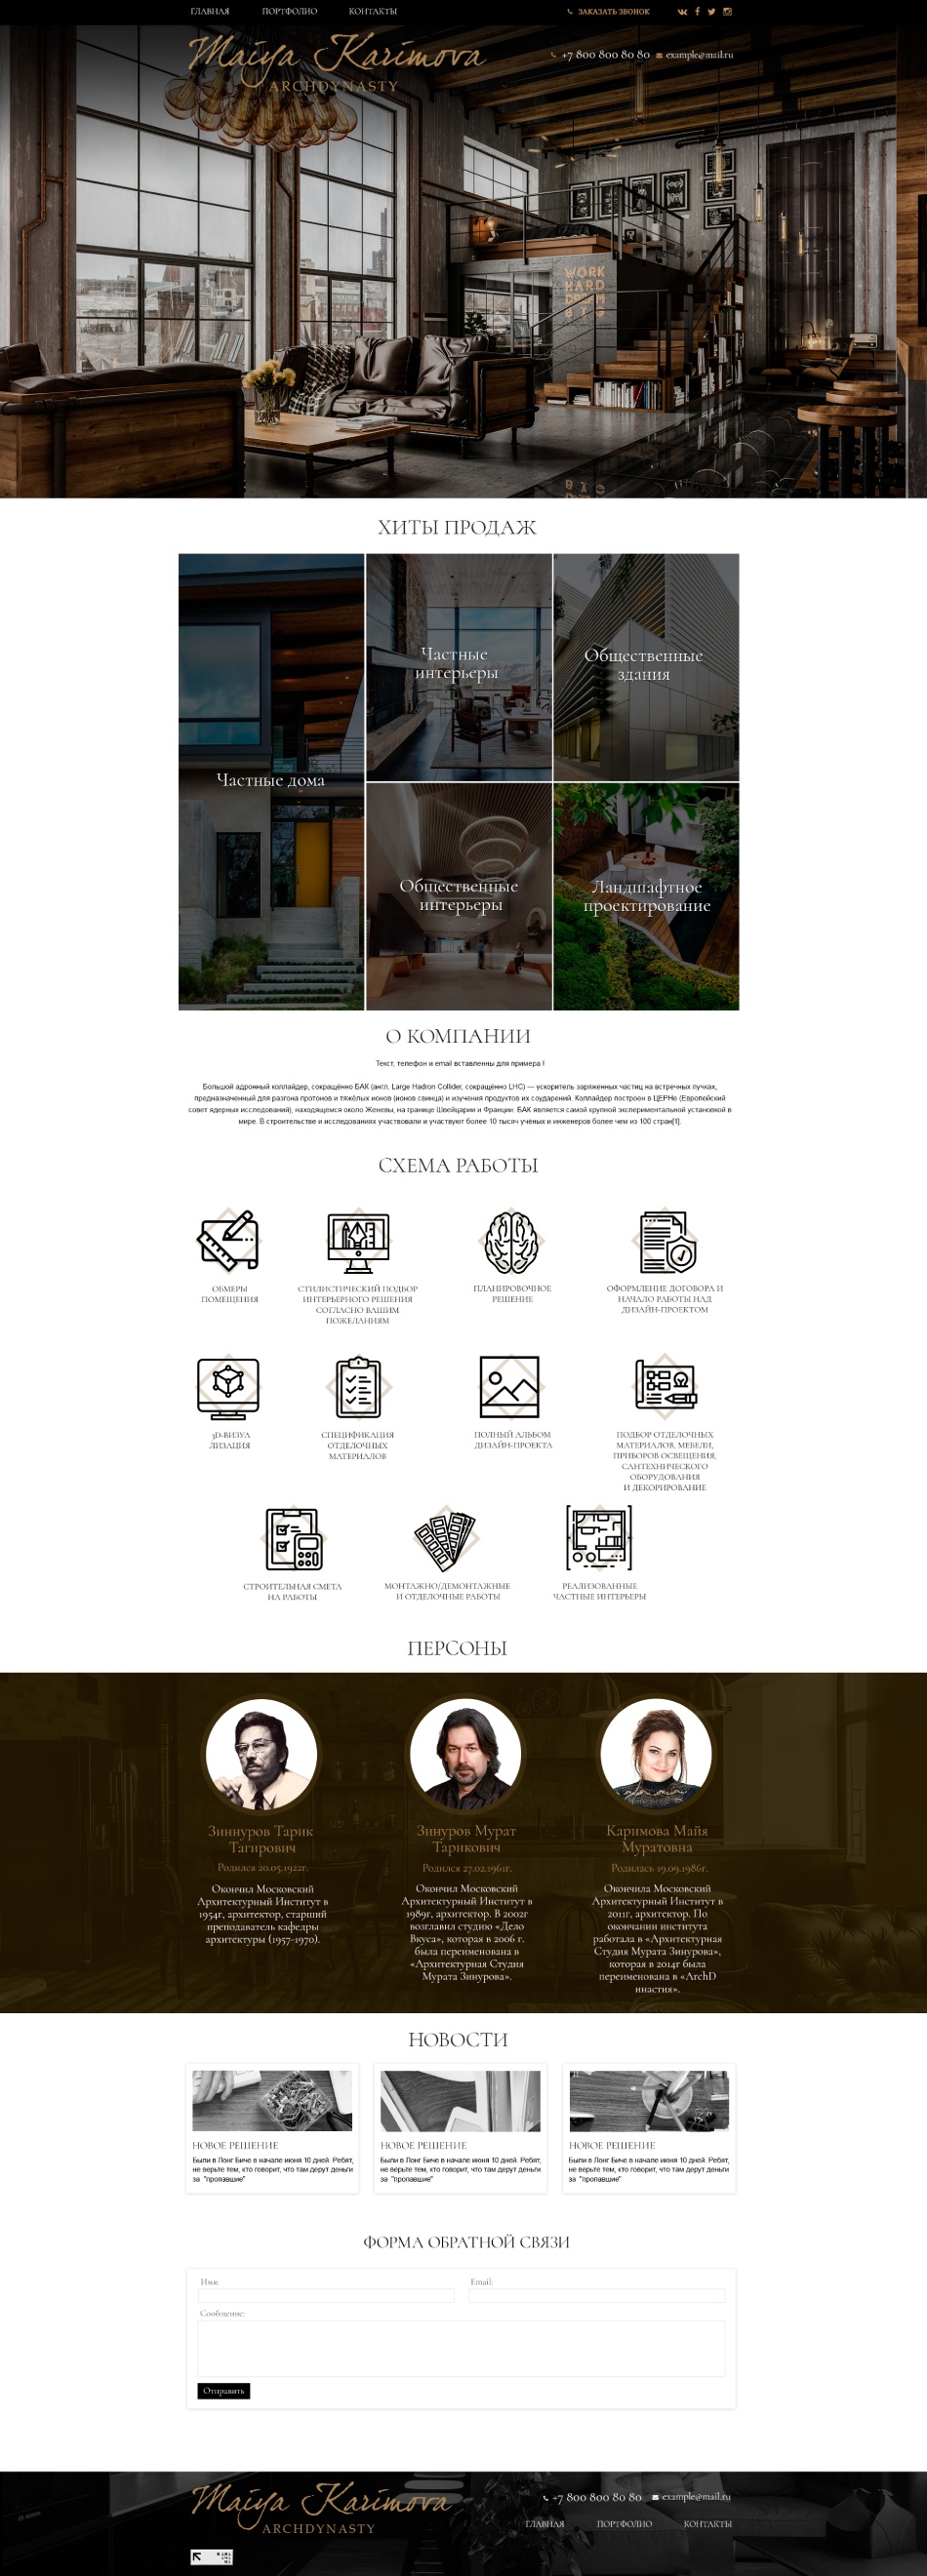 ГЛАВНАЯ ПОРТФОЛИО КОНТАКТЫ ЗАКАЗАТЬ ЗВОНОК
Maiya Karimova
ARCHDYNASTY
+7 800 800 80 80 example@mail.ru
WORK
HARD
ХИТЫ ПРОДАЖ
Частные
интерьеры
Общественные
здания
Частные дома
Общественные
интерьеры
Ландшафтное
проектирование
О КОМПАНИИ
Текст, телефон и email вставленны для примера !
Большой адронный коллайдер, сокращённо БАК (англ. Large Hadron Collider, сокращённо LHC) — ускоритель заряженных частиц на встречных пучках,
предназначенный для разгона протонов и тяжёлых ионов (ионов свинца) и изучения продуктов их соударений. Коллайдер построен в ЦЕРНе (Европейский
совет ядерных исследований), находящемся около Женевы, на границе Швейцарии и Франции. БАК является самой крупной экспериментальной установкой в
мире. В строительстве и исследованиях участвовали и участвуют более 10 тысяч учёных и инженеров более чем из 100 стран[1].
СХЕМА РАБОТЫ
ОБМЕРЫ
ПОМЕЩЕНИЯ
СТИЛИСТИЧЕСКИЙ ПОДБОР
ИНТЕРЬЕРНОГО РЕШЕНИЯ
СОГЛАСНО ВАШИМ
ПОЖЕЛАНИЯМ
ПЛАНИРОВОЧНОЕ
РЕШЕНИЕ
ОФОРМЛЕНИЕ ДОГОВОРА И
НАЧАЛО РАБОТЫ НАД
ДИЗАЙН-ПРОЕКТОМ
3D-ВИЗУА
ЛИЗАЦИЯ
СПЕЦИФИКАЦИЯ
ОТДЕЛОЧНЫХ
МАТЕРИАЛОВ
ПОЛНЫЙ АЛЬБОМ
ДИЗАЙН-ПРОЕКТА
ПОДБОР ОТДЕЛОЧНЫХ
МАТЕРИАЛОВ, МЕБЕЛИ,
ПРИБОРОВ ОСВЕЩЕНИЯ,
САНТЕХНИЧЕСКОГО
ОБОРУДОВАНИЯ
И ДЕКОРИРОВАНИЕ
СТРОИТЕЛЬНАЯ СМЕТА
НА РАБОТЫ
МОНТАЖНО/ДЕМОНТАЖНЫЕ
И ОТДЕЛОЧНЫЕ РАБОТЫ
РЕАЛИЗОВАННЫЕ
ЧАСТНЫЕ ИНТЕРЬЕРЫ
ПЕРСОНЫ
Зиннуров Тарик
Тагирович
Родился 20.05.1922г.
Окончил Московский
Архитектурный Институт в
1954г, архитектор, старший
преподаватель кафедры
архитектуры (1957-1970).
Зинуров Мурат
Тарикович
Родился 27.02.1961г.
Окончил Московский
Архитектурный Институт в
1989г, архитектор. В 2002г
возглавил студию «Дело
Вкуса», которая в 2006 г.
была переименована в
«Архитектурная Студия
Мурата Зинурова».
Каримова Майя
Муратовна
Родилась 19.09.1986г.
Окончила Московский
Архитектурный Институт в
2011г, архитектор. По
окончании института
работала в «Архитектурная
Студия Мурата Зинурова»,
которая в 2014г была
переименована в «ArchD
инастия».
НОВОСТИ
НОВОЕ РЕШЕНИЕ
Были в Лонг Биче в начале июня 10 дней. Ребят,
не верьте тем, кто говорит, что там дерут деньги
за "пропавшие"
НОВОЕ РЕШЕНИЕ
Были в Лонг Биче в начале июня 10 дней. Ребят,
не верьте тем, кто говорит, что там дерут деньги
за "пропавшие"
НОВОЕ РЕШЕНИЕ
Были в Лонг Биче в начале июня 10 дней. Ребят,
не верьте тем, кто говорит, что там дерут деньги
за "пропавшие"
ФОРМА ОБРАТНОЙ СВЯЗИ
Имя: Email:
Сообщение:
Отправить
Maiya Karimova
ARCHDYNASTY
+7 800 800 80 80 example@mail.ru
ГЛАВНАЯ ПОРТФОЛИО КОНТАКТЫ